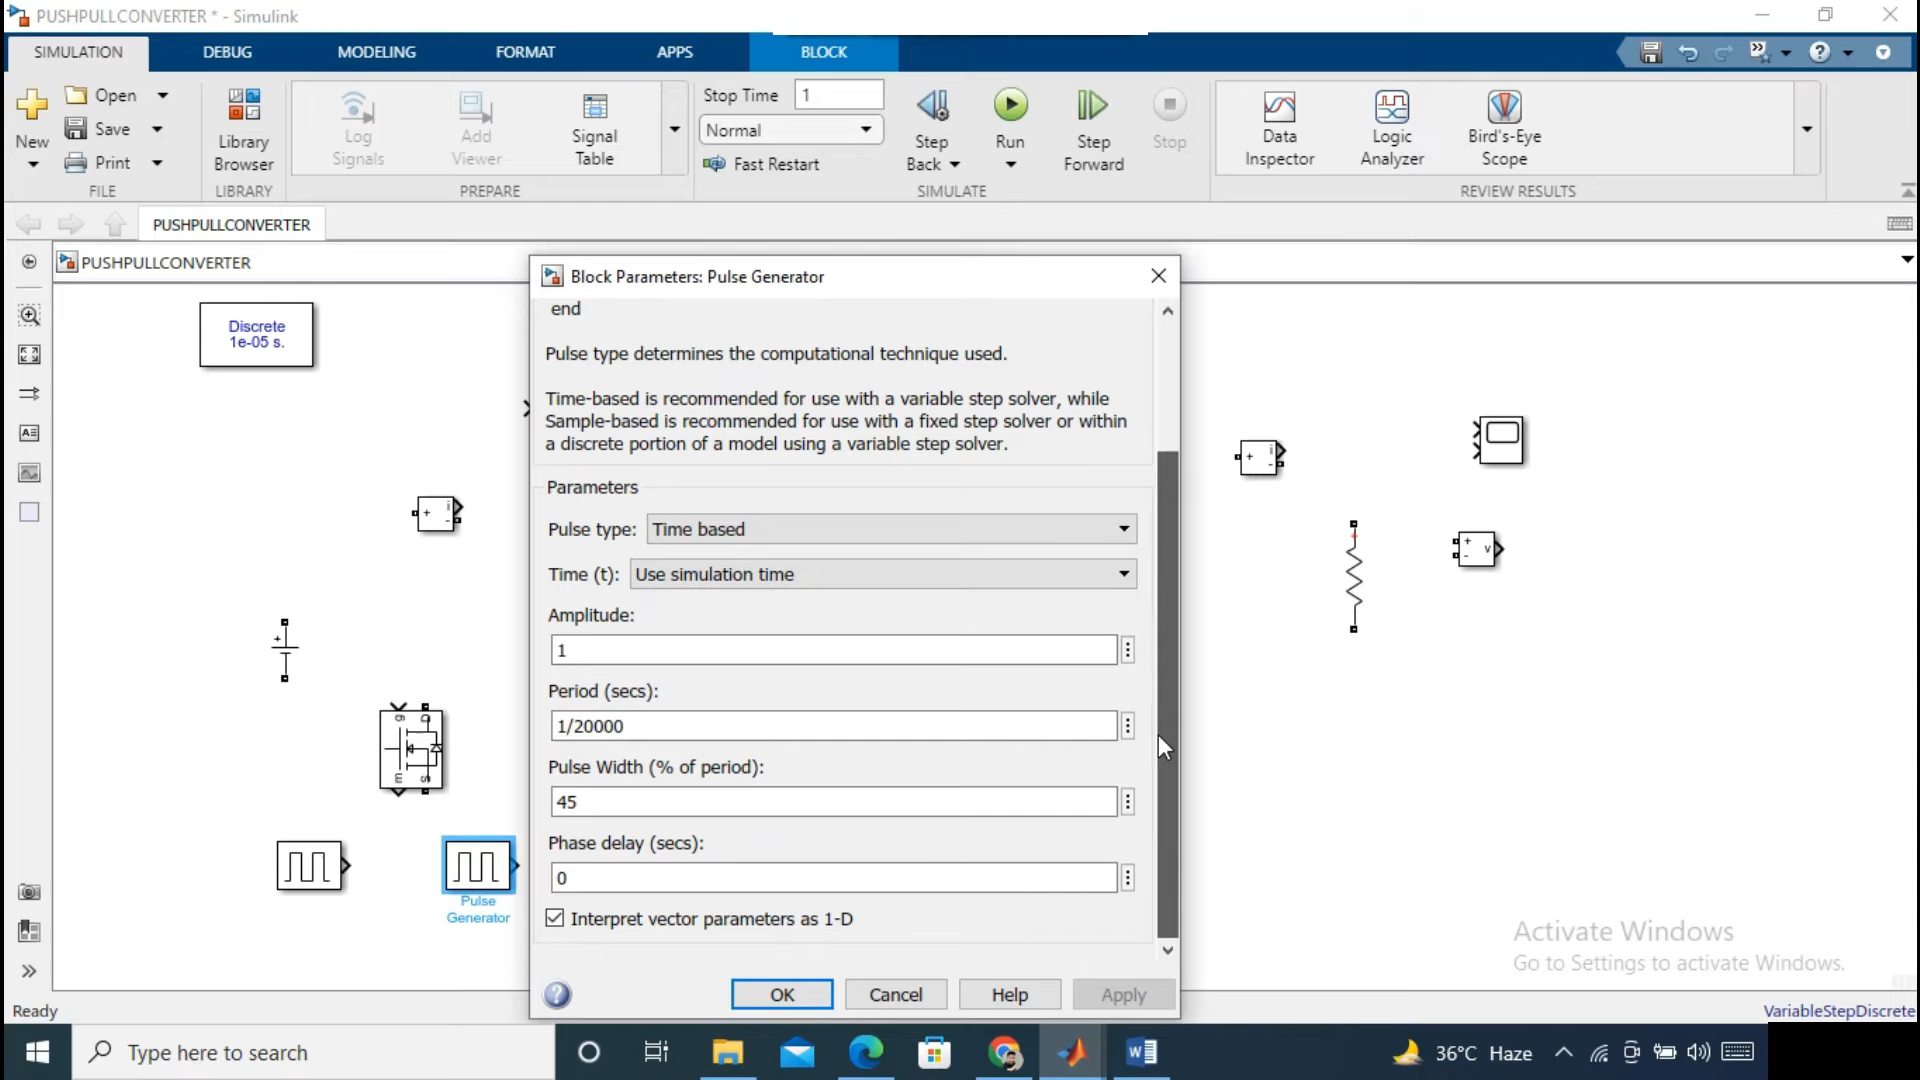 PUSHPULLCONVERTER * - Simulink
SIMULATION
DEBUG
MODELING
FORMAT
APPS
BLOCK
New
Open
Save
Print
FILE
Library
Browser
LIBRARY
Log
Signals
Add
Viewer
Signal
Table
PREPARE
Stop Time 1
Normal
Fast Restart
Step
Back
Run
Step
Forward
Stop
SIMULATE
Data
Inspector
Logic
Analyzer
Bird's-Eye
Scope
REVIEW RESULTS
PUSHPULLCONVERTER
PUSHPULLCONVERTER
Discrete
1e-05 s.
+ i
-
+
g D
m S
Pulse
Generator
Block Parameters: Pulse Generator
end
Pulse type determines the computational technique used.
Time-based is recommended for use with a variable step solver, while
Sample-based is recommended for use with a fixed step solver or within
a discrete portion of a model using a variable step solver.
Parameters
Pulse type: Time based
Time (t): Use simulation time
Amplitude:
1
Period (secs):
1/20000
Pulse Width (% of period):
45
Phase delay (secs):
0
Interpret vector parameters as 1-D
OK
Cancel
Help
Apply
+ i
-
+
+ v
-
Activate Windows
Go to Settings to activate Windows.
Ready
VariableStepDiscrete
Type here to search
36°C Haze